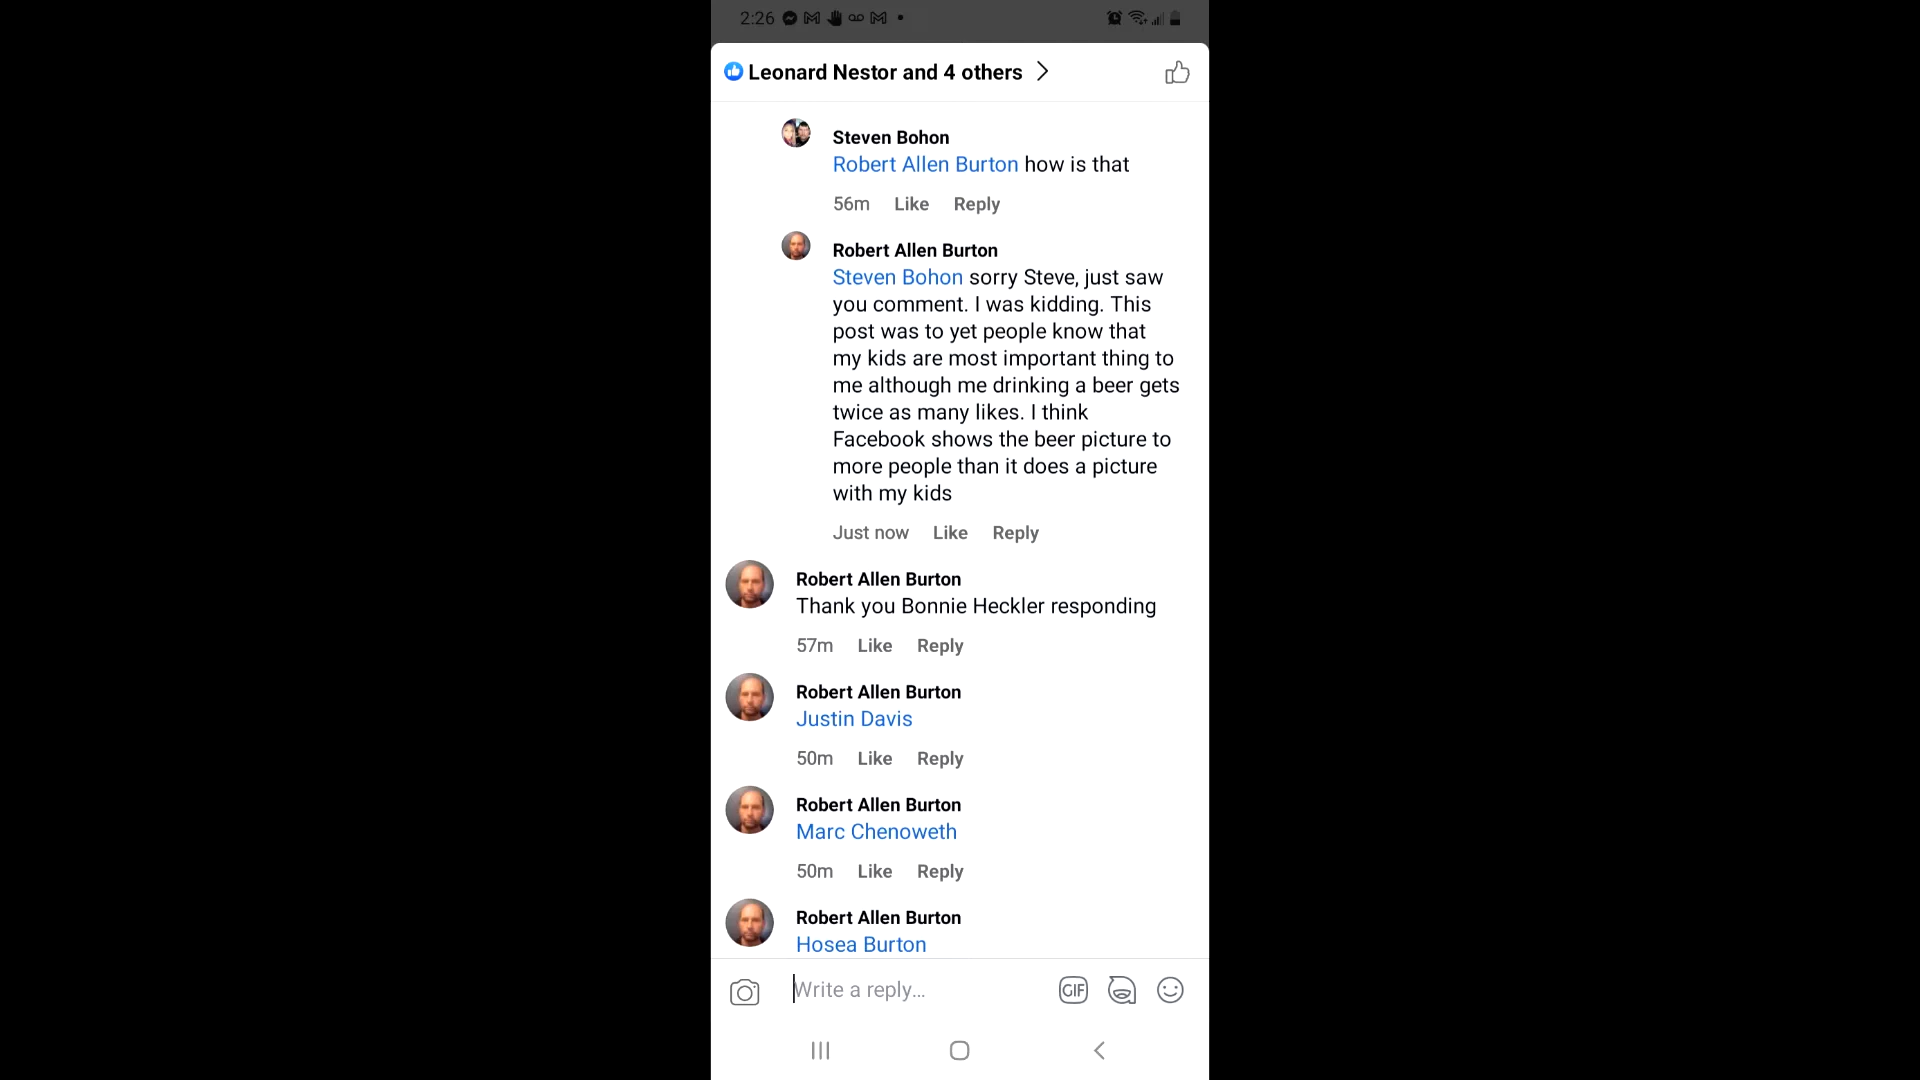 2:26
Leonard Nestor and 4 others
Steven Bohon
Robert Allen Burton how is that
56m Like Reply
Robert Allen Burton
Steven Bohon sorry Steve, just saw
you comment. I was kidding. This
post was to yet people know that
my kids are most important thing to
me although me drinking a beer gets
twice as many likes. I think
Facebook shows the beer picture to
more people than it does a picture
with my kids
Just now Like Reply
Robert Allen Burton
Thank you Bonnie Heckler responding
57m Like Reply
Robert Allen Burton
Justin Davis
50m Like Reply
Robert Allen Burton
Marc Chenoweth
50m Like Reply
Robert Allen Burton
Hosea Burton
Write a reply...
GIF